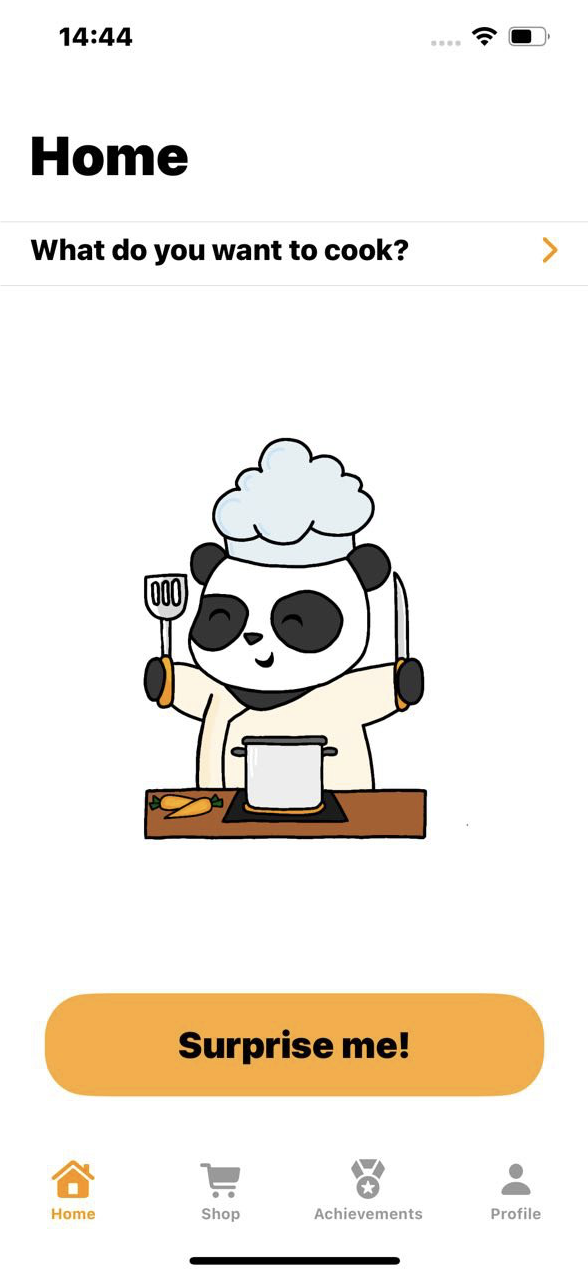 14:44
Home
What do you want to cook?
Surprise me!
Home
Shop
Achievements
Profile